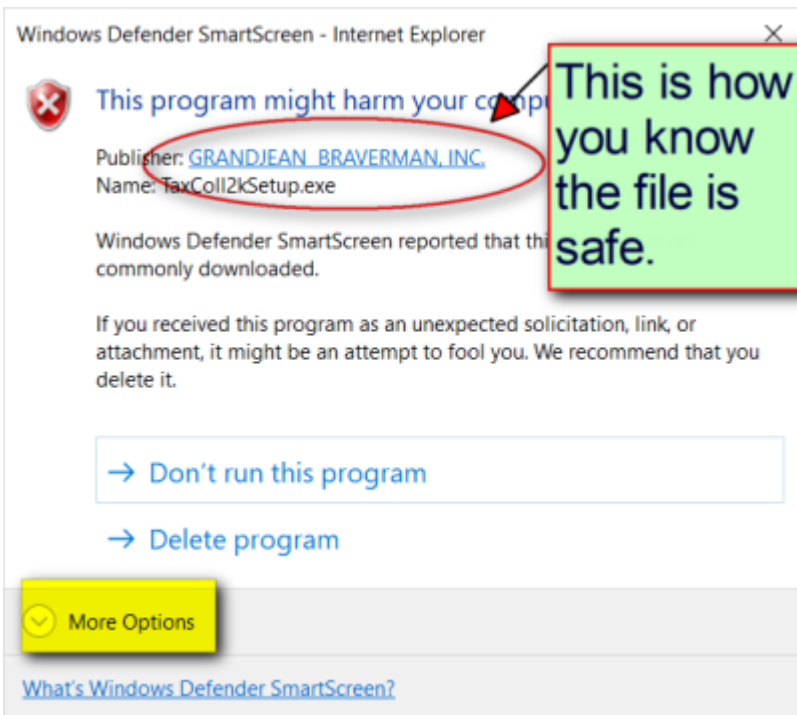 Windows Defender SmartScreen - Internet Explorer
This program might harm your comp
Publisher: GRANDJEAN BRAVERMAN, INC.
Name: TaxColl2kSetup.exe
Windows Defender SmartScreen reported that thi
commonly downloaded.
If you received this program as an unexpected solicitation, link, or
attachment, it might be an attempt to fool you. We recommend that you
delete it.
→ Don't run this program
→ Delete program
More Options
What's Windows Defender SmartScreen?
This is how
you know
the file is
safe.